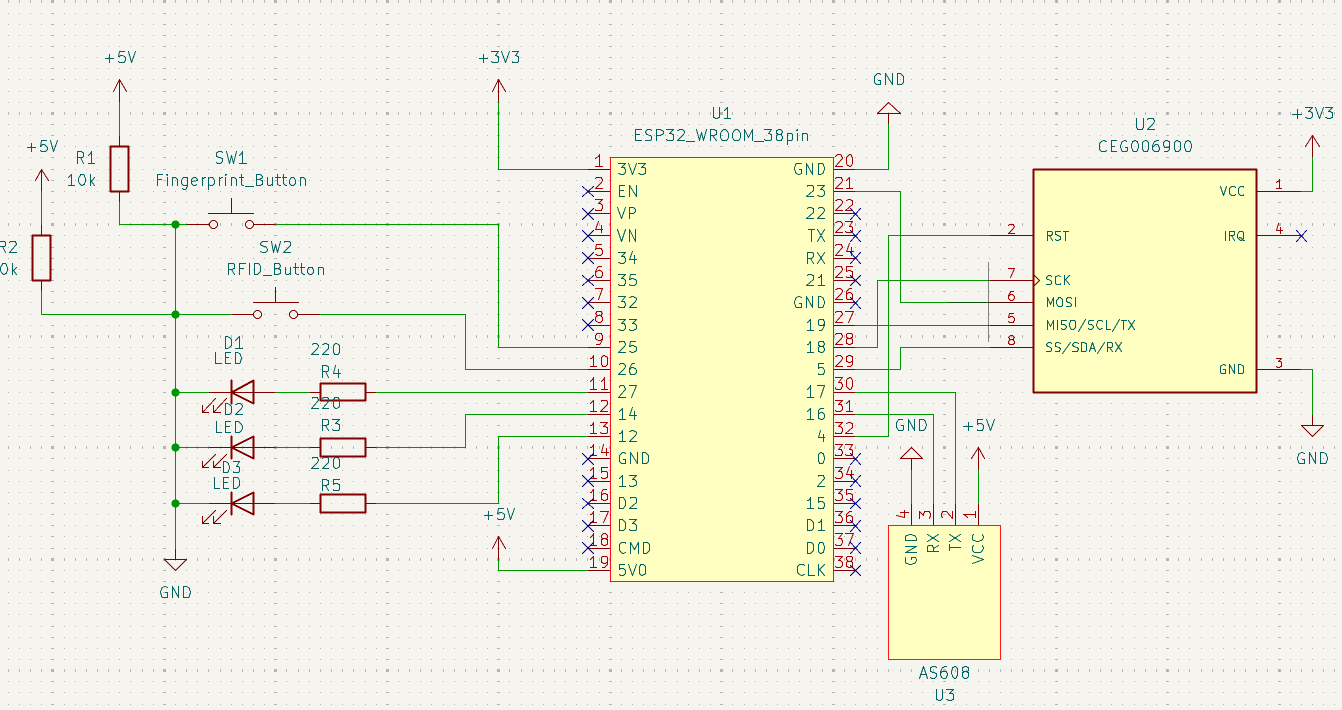 +5V
R1
10k
+5V
R2
0k
SW1
Fingerprint_Button
SW2
RFID_Button
D1
LED
220
R4
D2
LED
220
R3
D3
LED
220
R5
GND
+3V3
+5V
U1
ESP32_WROOM_38pin
1 3V3
2 EN
3 VP
4 VN
5 34
6 35
7 32
8 33
9 25
10 26
11 27
12 14
13 12
14 GND
15 13
16 D2
17 D3
18 CMD
19 5V0
GND 20
23 21
22 22
TX 23
RX 24
21 25
GND 26
19 27
18 28
5 29
17 30
16 31
4 32
0 33
2 34
15 35
D1 36
D0 37
CLK 38
GND
U2
CEG006900
+3V3
VCC 1
2 RST
IRQ 4
7 SCK
6 MOSI
5 MISO/SCL/TX
8 SS/SDA/RX
GND 3
GND
GND
+5V
4 GND
3 RX
2 TX
1 VCC
AS608
U3